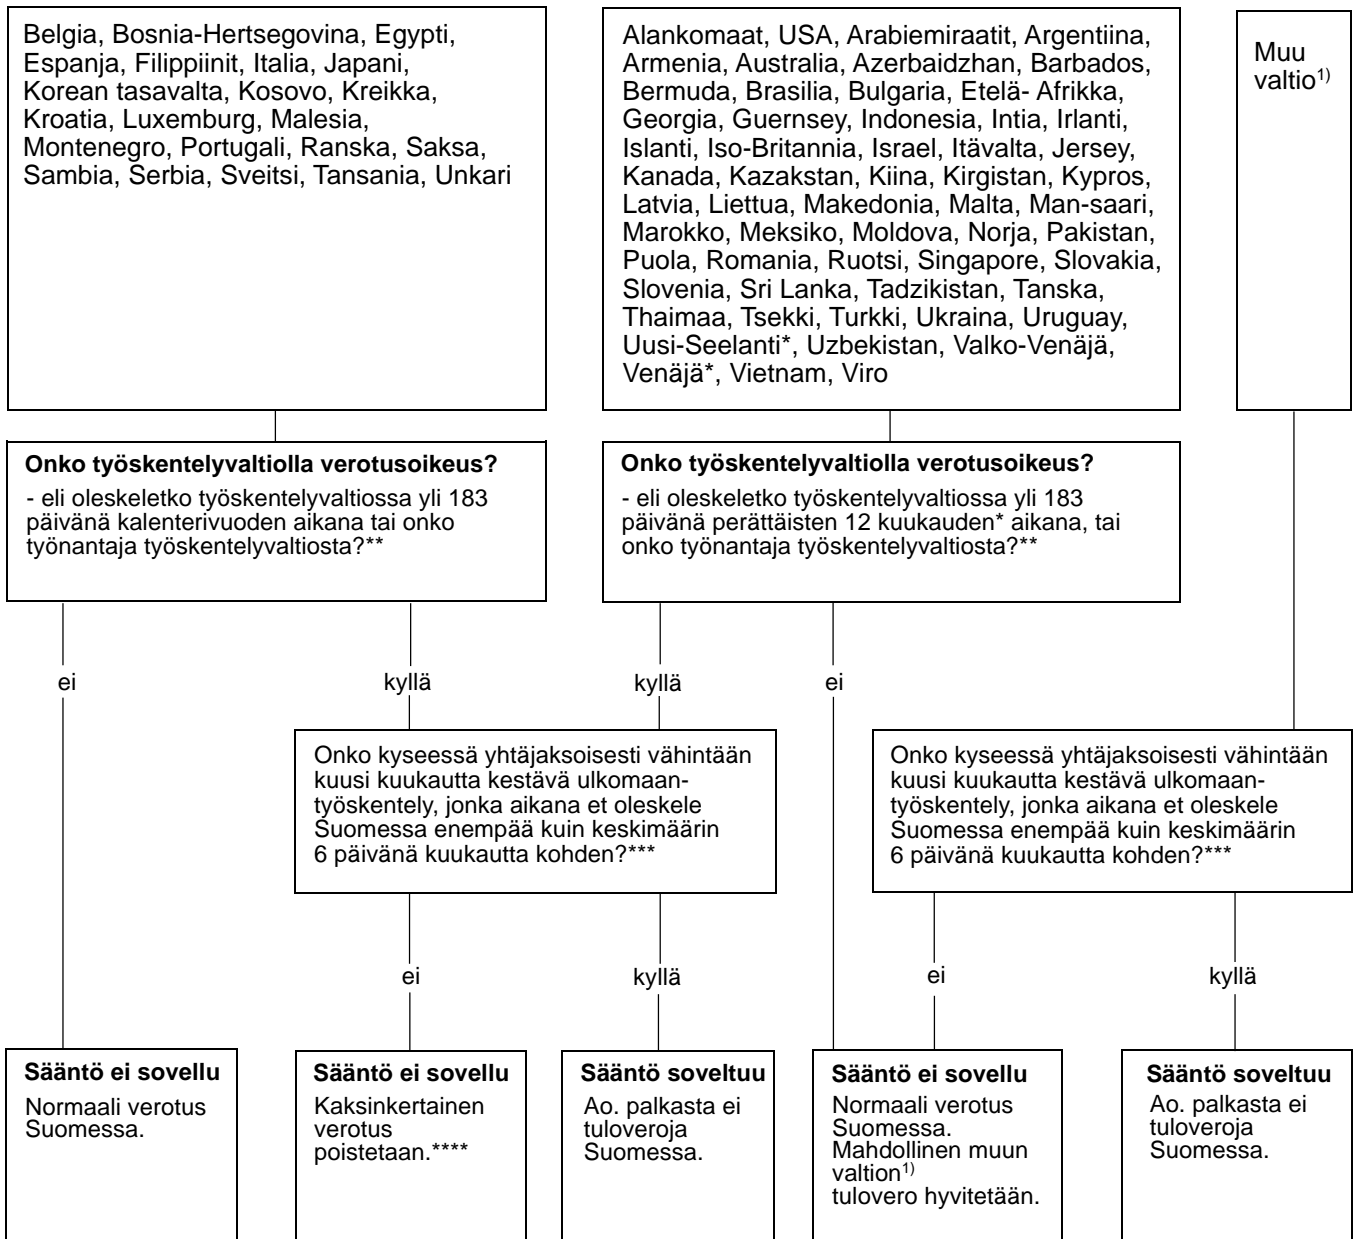 Belgia, Bosnia-Hertsegovina, Egypti,
Espanja, Filippiinit, Italia, Japani,
Korean tasavalta, Kosovo, Kreikka,
Kroatia, Luxemburg, Malesia,
Montenegro, Portugali, Ranska, Saksa,
Sambia, Serbia, Sveitsi, Tansania, Unkari
Alankomaat, USA, Arabiemiraatit, Argentiina,
Armenia, Australia, Azerbaidzhan, Barbados,
Bermuda, Brasilia, Bulgaria, Etelä- Afrikka,
Georgia, Guernsey, Indonesia, Intia, Irlanti,
Islanti, Iso-Britannia, Israel, Itävalta, Jersey,
Kanada, Kazakstan, Kiina, Kirgistan, Kypros,
Latvia, Liettua, Makedonia, Malta, Man-saari,
Marokko, Meksiko, Moldova, Norja, Pakistan,
Puola, Romania, Ruotsi, Singapore, Slovakia,
Slovenia, Sri Lanka, Tadzikistan, Tanska,
Thaimaa, Tsekki, Turkki, Ukraina, Uruguay,
Uusi-Seelanti*, Uzbekistan, Valko-Venäjä,
Venäjä*, Vietnam, Viro
Muu
valtio1)
Onko työskentelyvaltiolla verotusoikeus?
- eli oleskeletko työskentelyvaltiossa yli 183
päivänä kalenterivuoden aikana tai onko
työnantaja työskentelyvaltiosta?**
Onko työskentelyvaltiolla verotusoikeus?
- eli oleskeletko työskentelyvaltiossa yli 183
päivänä perättäisten 12 kuukauden* aikana, tai
onko työnantaja työskentelyvaltiosta?**
ei
kyllä
kyllä
ei
Onko kyseessä yhtäjaksoisesti vähintään
kuusi kuukautta kestävä ulkomaan-
työskentely, jonka aikana et oleskele
Suomessa enempää kuin keskimäärin
6 päivänä kuukautta kohden?***
Onko kyseessä yhtäjaksoisesti vähintään
kuusi kuukautta kestävä ulkomaan-
työskentely, jonka aikana et oleskele
Suomessa enempää kuin keskimäärin
6 päivänä kuukautta kohden?***
ei
kyllä
ei
kyllä
Sääntö ei sovellu
Normaali verotus
Suomessa.
Sääntö ei sovellu
Kaksinkertainen
verotus
poistetaan.****
Sääntö soveltuu
Ao. palkasta ei
tuloveroja
Suomessa.
Sääntö ei sovellu
Normaali verotus
Suomessa.
Mahdollinen muun
valtion1)
tulovero hyvitetään.
Sääntö soveltuu
Ao. palkasta ei
tuloveroja
Suomessa.